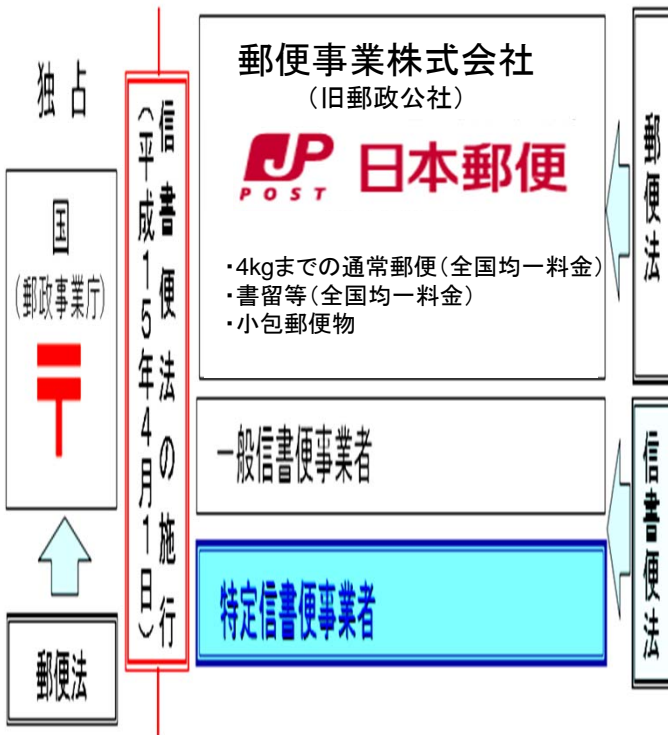 独占
国
(郵政事業庁)
〒
郵便法
信書便法の施行
(平成15年4月1日)
郵便事業株式会社
(旧郵政公社)
JP
POST
日本郵便
・4kgまでの通常郵便(全国均一料金)
・書留等(全国均一料金)
・小包郵便物
一般信書便事業者
特定信書便事業者
郵便法
信書便法